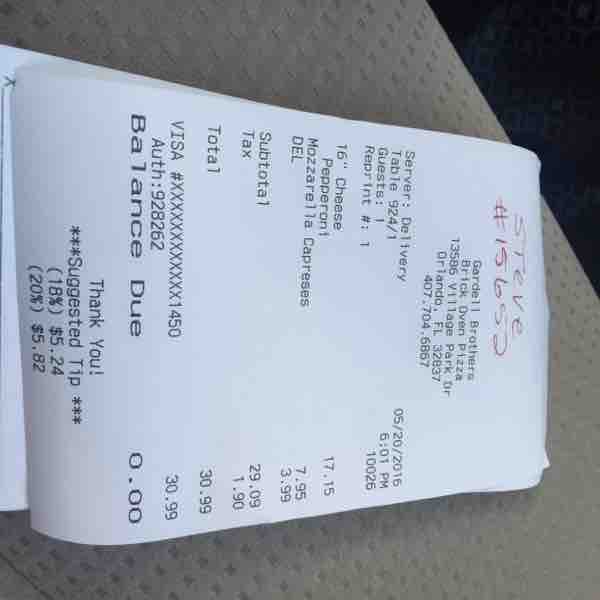 Steve
#15652
Gardell Brothers
Brick Oven Pizza
13586 Village Park Dr
Orlando, FL 32837
407.704.6867
Server: Delivery 05/20/2016
Table 924/1 6:01 PM
Guests: 1 10026
Reprint #: 1
16" Cheese 17.15
Pepperoni
Mozzarella Capreses 7.95
DEL 3.99
Subtotal 29.09
Tax 1.90
Total 30.99
VISA #XXXXXXXXXXXX1450 30.99
Auth:928262
Balance Due 0.00
Thank You!
***Suggested Tip ***
(18%) $5.24
(20%) $5.82